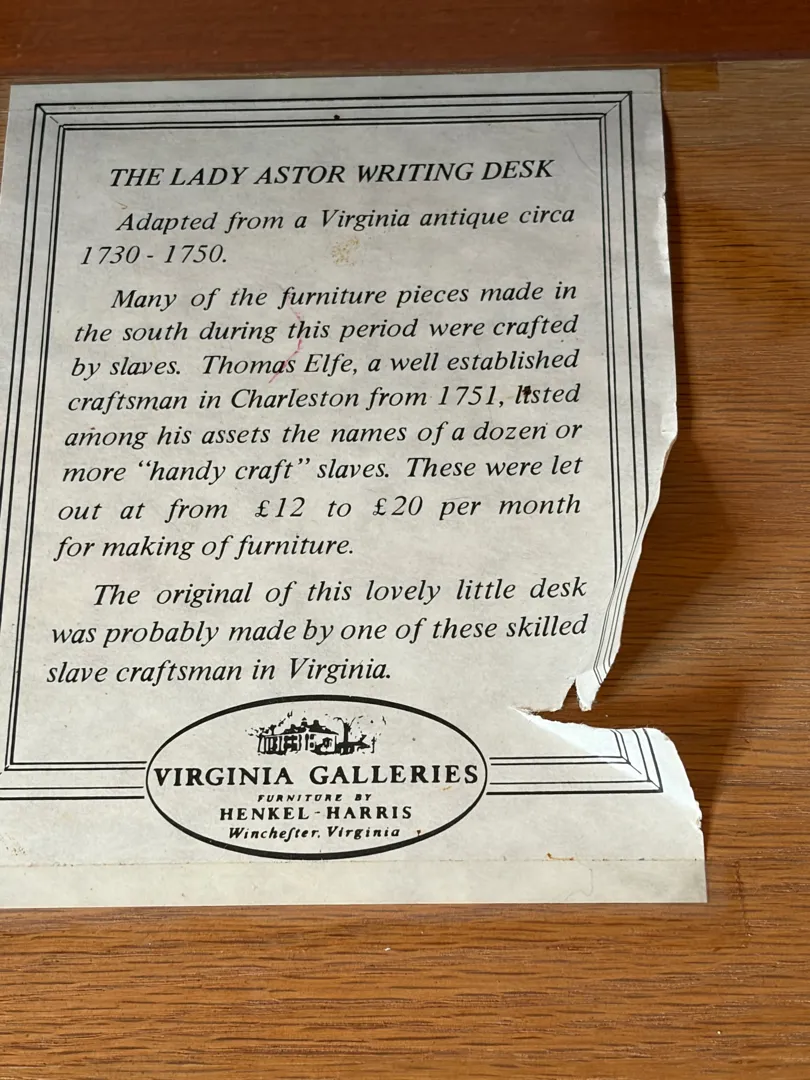 THE LADY ASTOR WRITING DESK
Adapted from a Virginia antique circa
1730 - 1750.
Many of the furniture pieces made in
the south during this period were crafted
by slaves. Thomas Elfe, a well established
craftsman in Charleston from 1751, listed
among his assets the names of a dozen or
more “handy craft” slaves. These were let
out at from £12 to £20 per month
for making of furniture.
The original of this lovely little desk
was probably made by one of these skilled
slave craftsman in Virginia.
VIRGINIA GALLERIES
FURNITURE BY
HENKEL-HARRIS
Wincheſter, Virginia